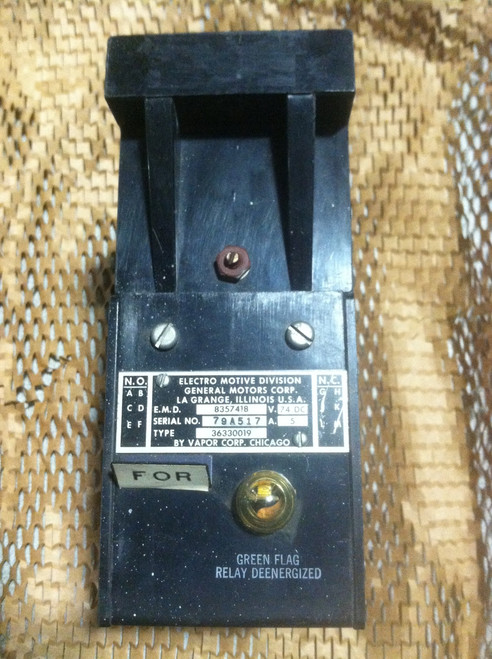 N.O.
A B
C D
E F
ELECTRO MOTIVE DIVISION
GENERAL MOTORS CORP.
LA GRANGE, ILLINOIS U.S.A.
E.M.D. 8357418 V. 74 DC
SERIAL NO. 79A517 A. 5
TYPE 36330019
BY VAPOR CORP. CHICAGO
N.C.
G H
J K
L M
FOR
GREEN FLAG
RELAY DEENERGIZED